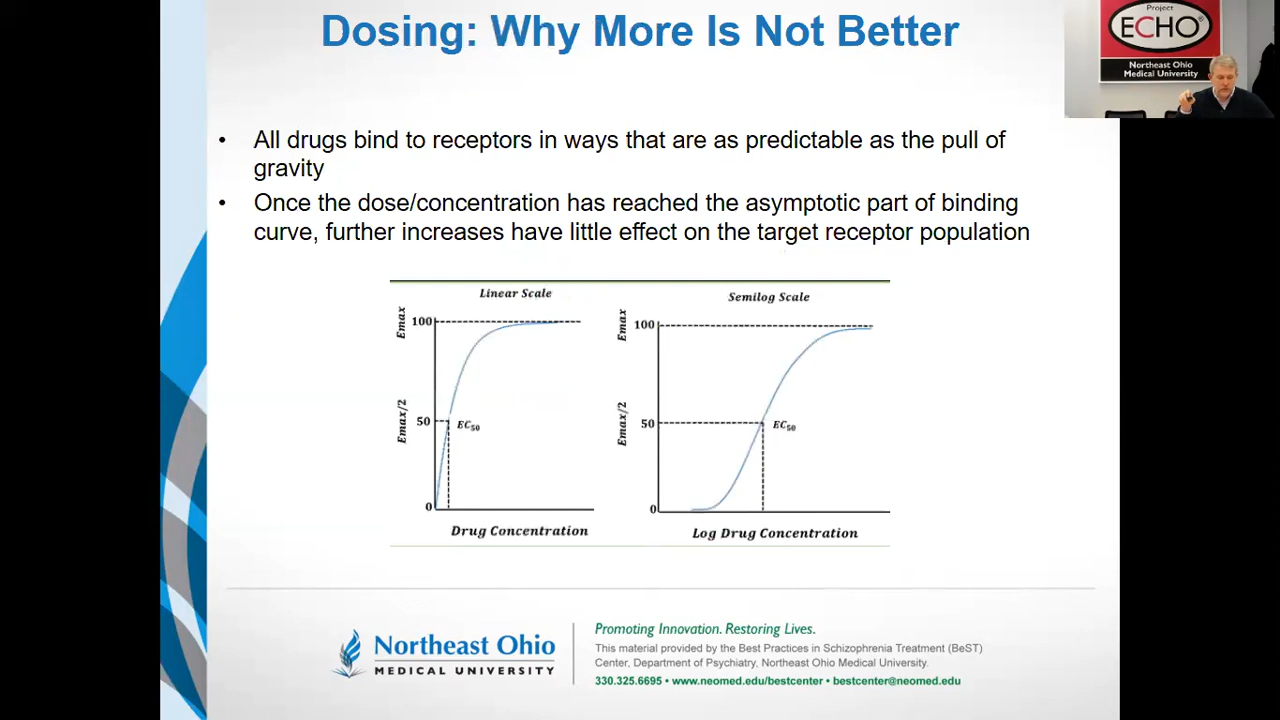 Dosing: Why More Is Not Better
Project
ECHO®
Northeast Ohio
Medical University
• All drugs bind to receptors in ways that are as predictable as the pull of
gravity
• Once the dose/concentration has reached the asymptotic part of binding
curve, further increases have little effect on the target receptor population
Linear Scale
Emax
100
Emax/2
50
EC50
0
Drug Concentration
Semilog Scale
Emax
100
Emax/2
50
EC50
0
Log Drug Concentration
Northeast Ohio
MEDICAL UNIVERSITY
Promoting Innovation. Restoring Lives.
This material provided by the Best Practices in Schizophrenia Treatment (BeST)
Center, Department of Psychiatry, Northeast Ohio Medical University.
330.325.6695 • www.neomed.edu/bestcenter • bestcenter@neomed.edu